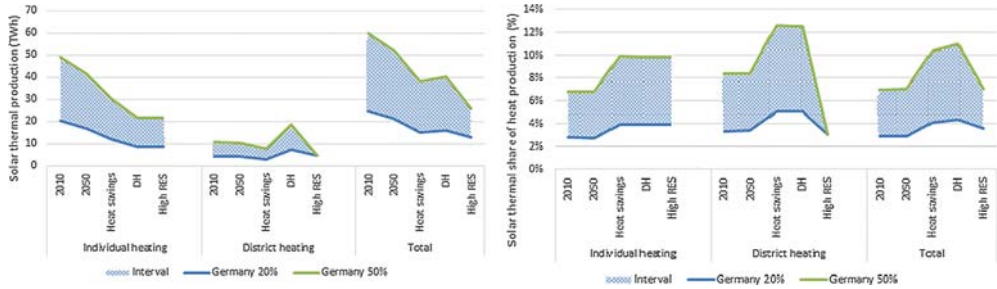 Solar thermal production (TWh)
70
60
50
40
30
20
10
0
2010
2050
Heat savings
DH
High RES
2010
2050
Heat savings
DH
High RES
2010
2050
Heat savings
DH
High RES
Individual heating
District heating
Total
Interval
Germany 20%
Germany 50%
Solar thermal share of heat production (%)
14%
12%
10%
8%
6%
4%
2%
0%
2010
2050
Heat savings
DH
High RES
2010
2050
Heat savings
DH
High RES
2010
2050
Heat savings
DH
High RES
Individual heating
District heating
Total
Interval
Germany 20%
Germany 50%